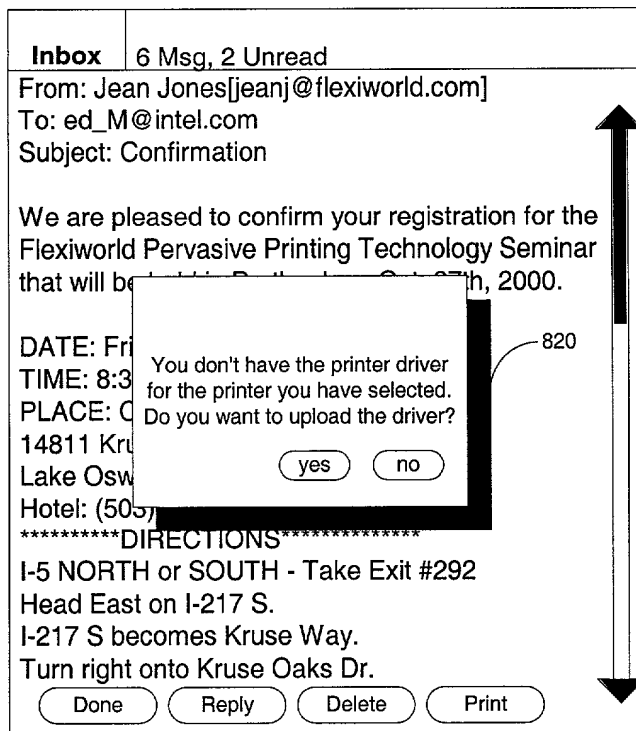 Inbox 6 Msg, 2 Unread
From: Jean Jones[jeanj@flexiworld.com]
To: ed_M@intel.com
Subject: Confirmation
We are pleased to confirm your registration for the
Flexiworld Pervasive Printing Technology Seminar
that will be 2000.
DATE: Fri
TIME: 8:3
PLACE:
14811
Lake
Hotel: (503)
You don't have the printer driver
for the printer you have selected.
Do you want to upload the driver?
yes no
820
**********DIRECTIONS**************
I-5 NORTH or SOUTH - Take Exit #292
Head East on I-217 S.
I-217 S becomes Kruse Way.
Turn right onto Kruse Oaks Dr.
Done Reply Delete Print